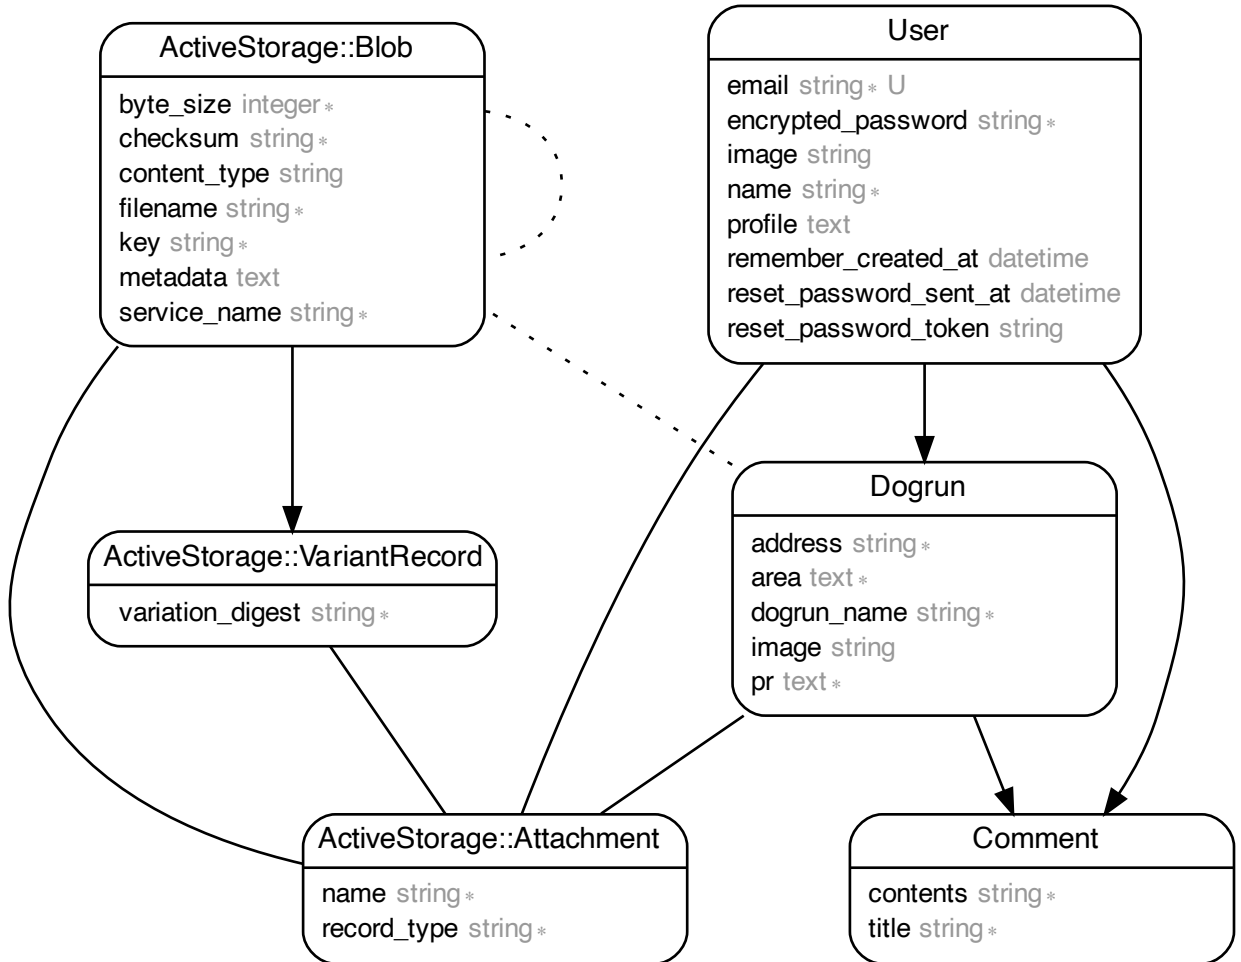 ActiveStorage::Blob
byte_size integer *
checksum string *
content_type string
filename string *
key string *
metadata text
service_name string *
User
email string * U
encrypted_password string *
image string
name string *
profile text
remember_created_at datetime
reset_password_sent_at datetime
reset_password_token string
Dogrun
address string *
area text *
dogrun_name string *
image string
pr text *
ActiveStorage::VariantRecord
variation_digest string *
ActiveStorage::Attachment
name string *
record_type string *
Comment
contents string *
title string *